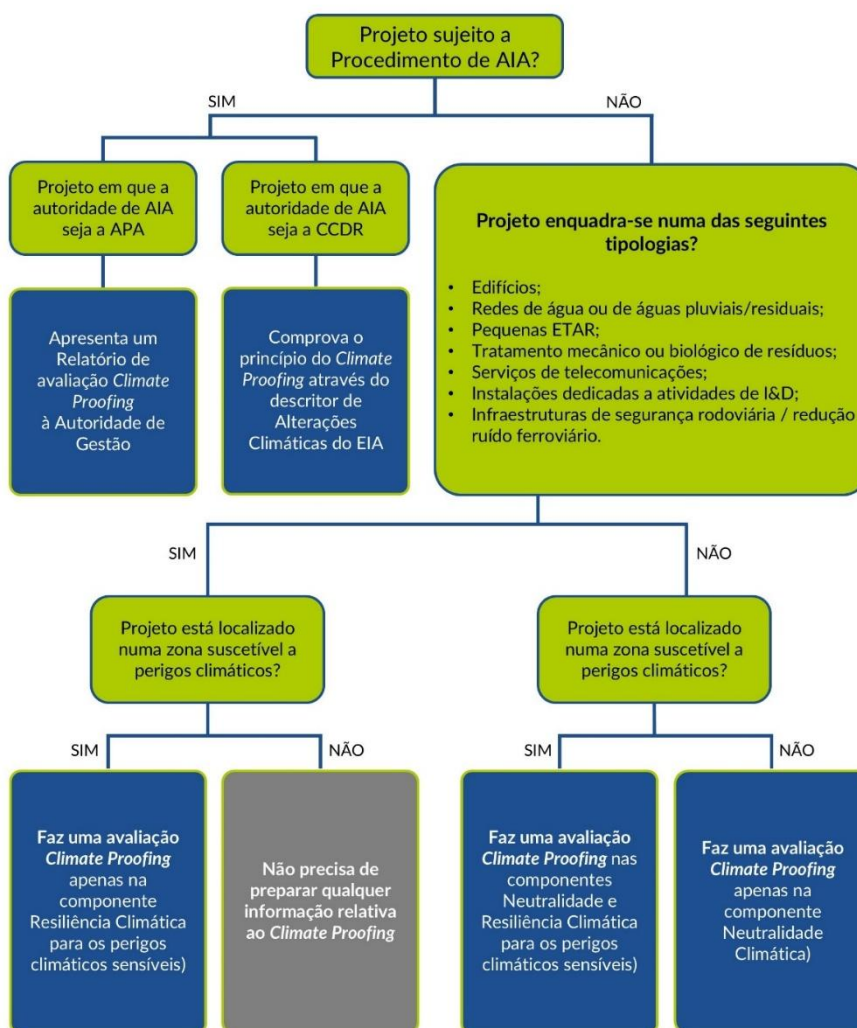 Projeto sujeito a
Procedimento de AIA?
SIM
NÃO
Projeto em que a
autoridade de AIA
seja a APA
Projeto em que a
autoridade de AIA
seja a CCDR
Apresenta um
Relatório de
avaliação Climate
Proofing
à Autoridade de
Gestão
Comprova o
princípio do Climate
Proofing através do
descritor de
Alterações
Climáticas do EIA
Projeto enquadra-se numa das seguintes
tipologias?
• Edifícios;
• Redes de água ou de águas pluviais/residuais;
• Pequenas ETAR;
• Tratamento mecânico ou biológico de resíduos;
• Serviços de telecomunicações;
• Instalações dedicadas a atividades de I&D;
• Infraestruturas de segurança rodoviária / redução
ruído ferroviário.
SIM
NÃO
Projeto está localizado
numa zona suscetível a
perigos climáticos?
Projeto está localizado
numa zona suscetível a
perigos climáticos?
SIM
NÃO
SIM
NÃO
Faz uma avaliação
Climate Proofing
apenas na
componente
Resiliência Climática
para os perigos
climáticos sensíveis)
Não precisa de
preparar qualquer
informação relativa
ao Climate Proofing
Faz uma avaliação
Climate Proofing nas
componentes
Neutralidade e
Resiliência Climática
para os perigos
climáticos sensíveis)
Faz uma avaliação
Climate Proofing
apenas na
componente
Neutralidade
Climática)